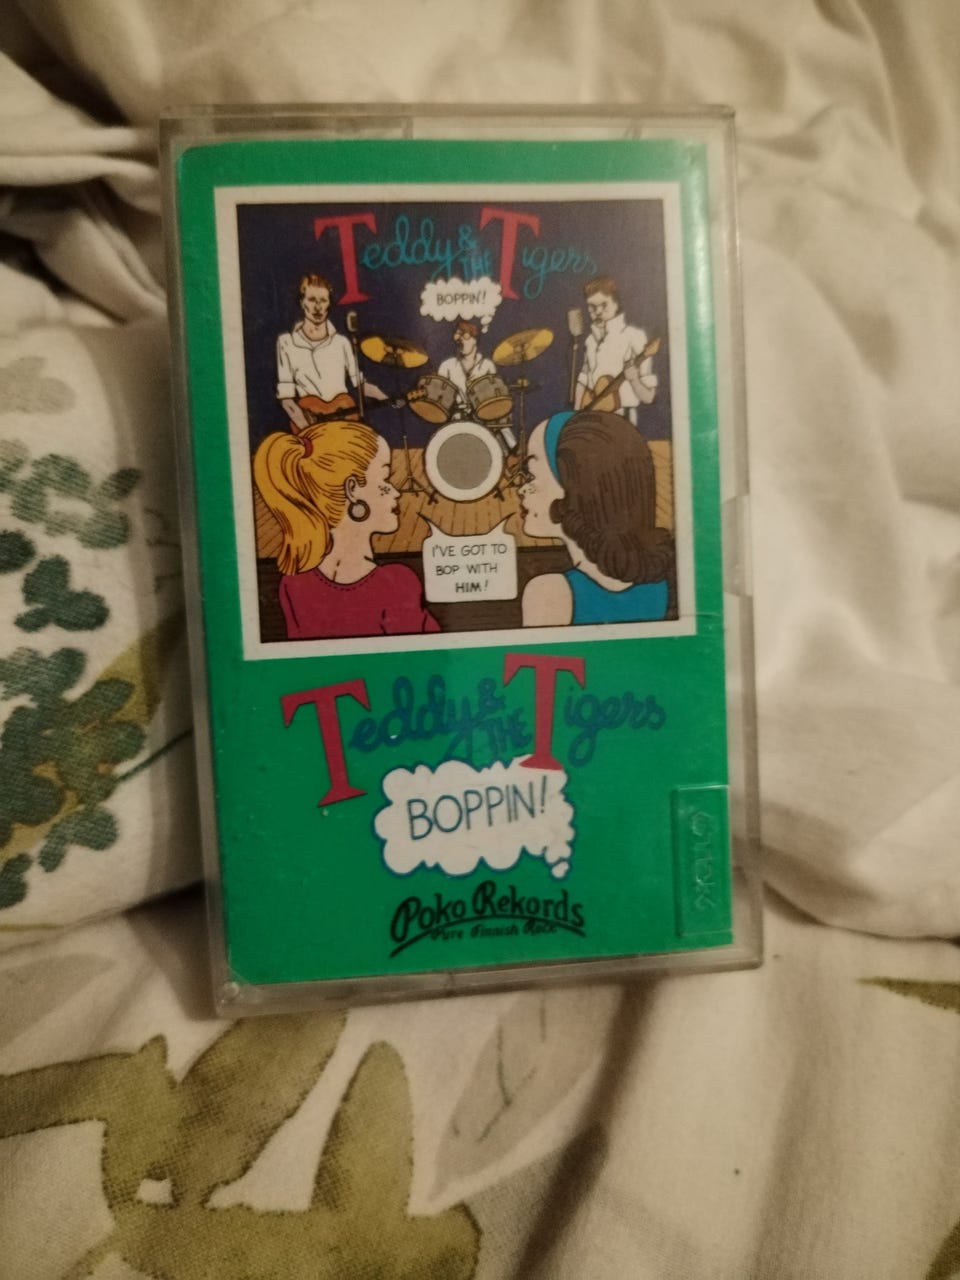 Teddy & THE Tigers
BOPPIN!
I'VE GOT TO
BOP WITH
HIM!
Teddy & THE Tigers
BOPPIN!
Poko Rekords
Pure Finnish Rock